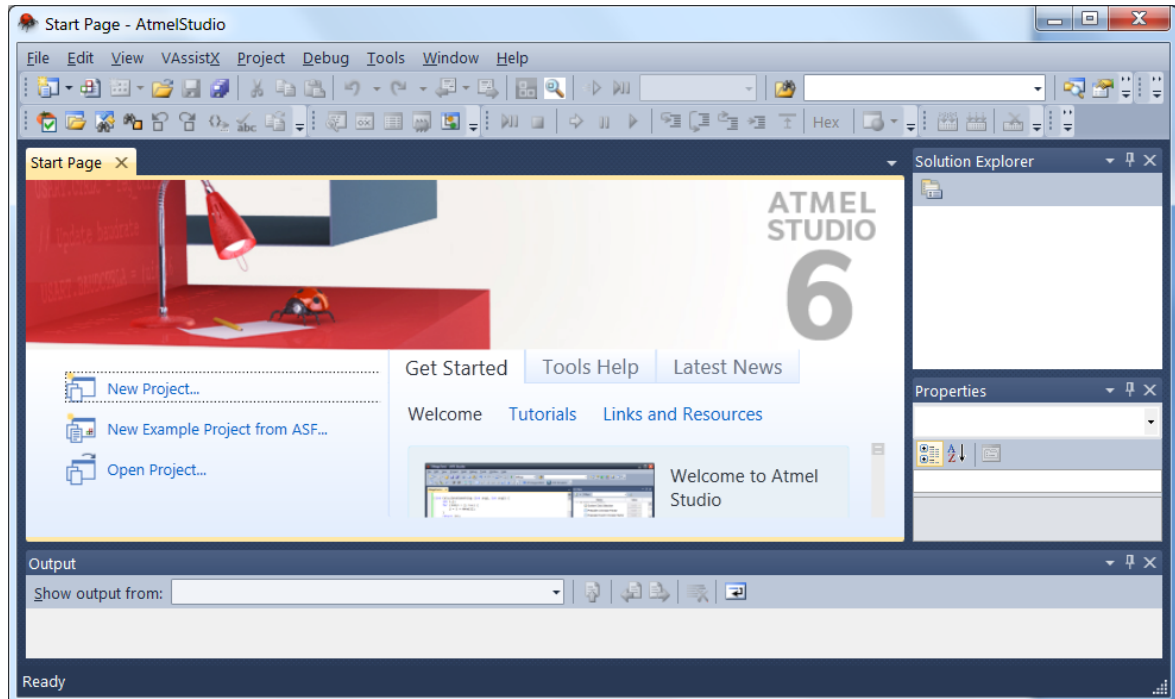 Start Page - AtmelStudio
File Edit View VAssistX Project Debug Tools Window Help
Hex
Start Page
Solution Explorer
ATMEL
STUDIO
6
Get Started Tools Help Latest News
New Project...
Properties
Welcome Tutorials Links and Resources
New Example Project from ASF...
Open Project...
Welcome to Atmel
Studio
Output
Show output from:
Ready